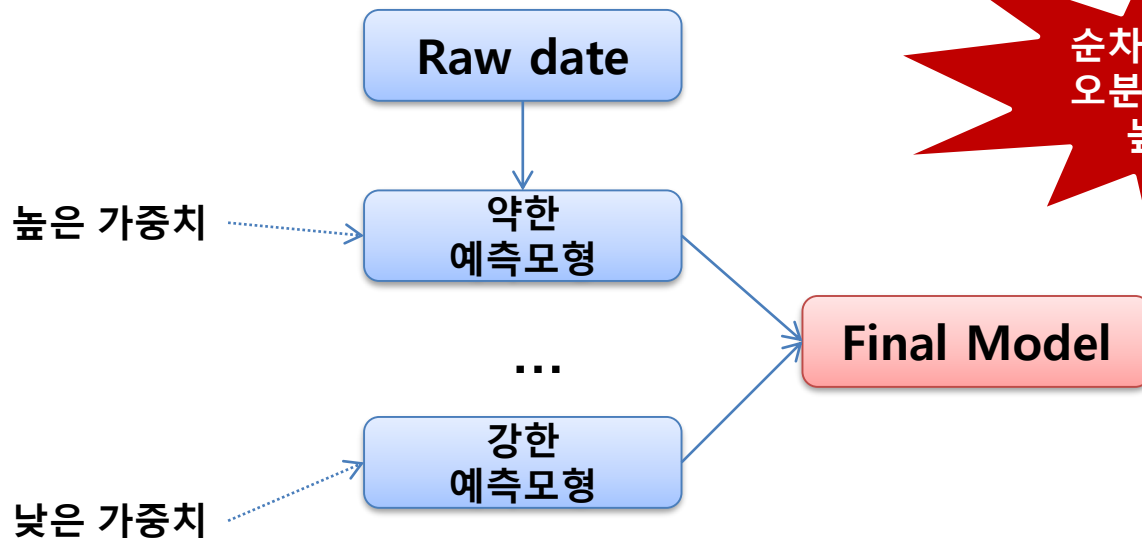 Raw date
순차
오분
높은 가중치
약한
예측모형
...
Final Model
강한
예측모형
낮은 가중치